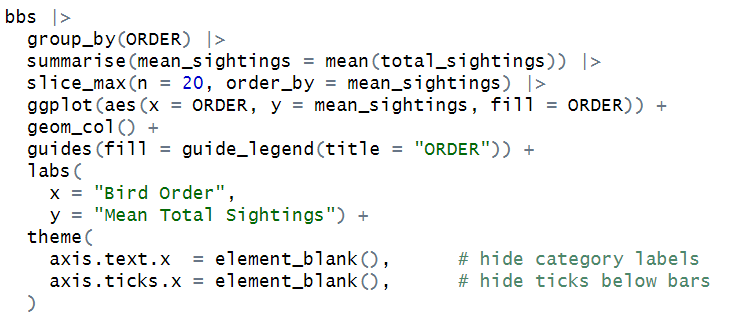 bbs |>
  group_by(ORDER) |>
  summarise(mean_sightings = mean(total_sightings)) |>
  slice_max(n = 20, order_by = mean_sightings) |>
  ggplot(aes(x = ORDER, y = mean_sightings, fill = ORDER)) +
  geom_col() +
  guides(fill = guide_legend(title = "ORDER")) +
  labs(
    x = "Bird Order",
    y = "Mean Total Sightings") +
  theme(
    axis.text.x  = element_blank(),      # hide category labels
    axis.ticks.x = element_blank(),      # hide ticks below bars
  )